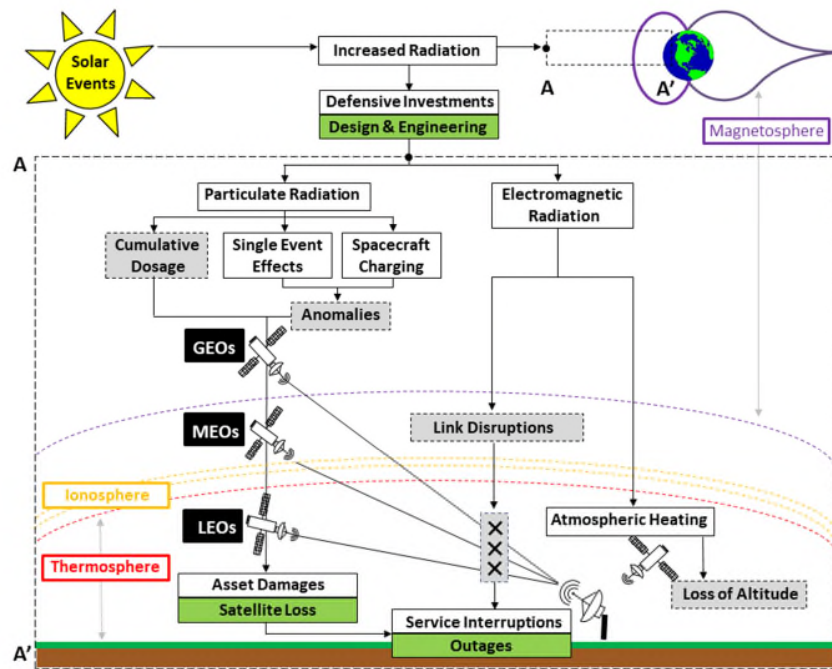 Solar
Events
Increased Radiation
A
A'
Defensive Investments
Design & Engineering
Magnetosphere
A
Particulate Radiation
Electromagnetic
Radiation
Cumulative
Dosage
Single Event
Effects
Spacecraft
Charging
Anomalies
GEOs
MEOs
Link Disruptions
Ionosphere
LEOs
Atmospheric Heating
Thermosphere
Asset Damages
Satellite Loss
Loss of Altitude
Service Interruptions
Outages
A'